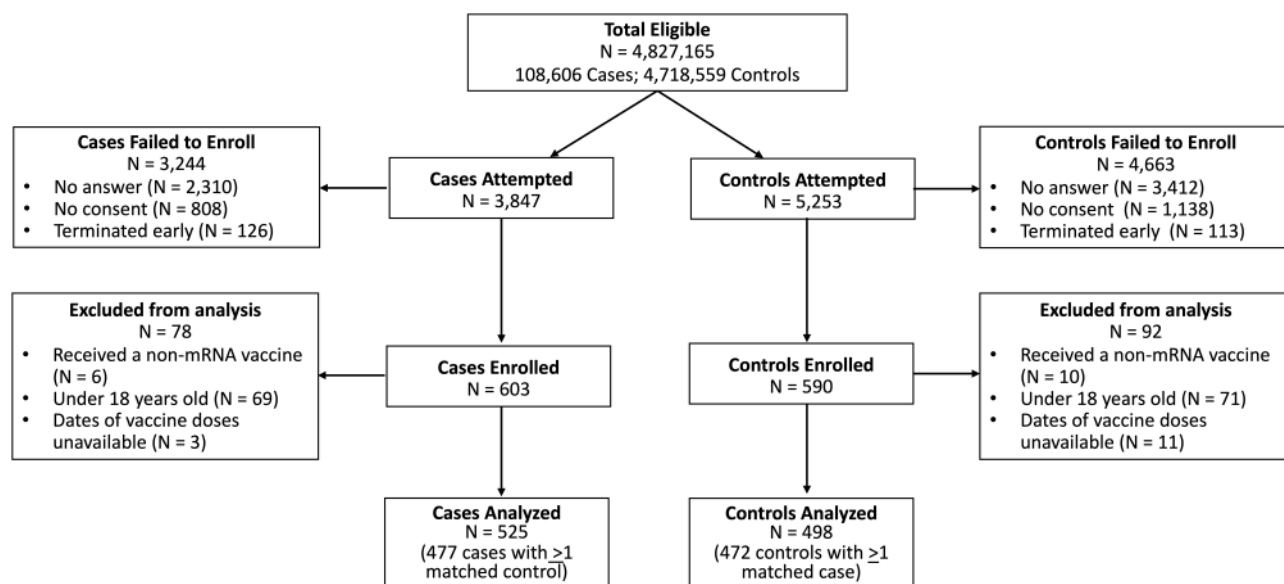 Total Eligible
N = 4,827,165
108,606 Cases; 4,718,559 Controls
Cases Failed to Enroll
N = 3,244
• No answer (N = 2,310)
• No consent (N = 808)
• Terminated early (N = 126)
Cases Attempted
N = 3,847
Controls Attempted
N = 5,253
Controls Failed to Enroll
N = 4,663
• No answer (N = 3,412)
• No consent (N = 1,138)
• Terminated early (N = 113)
Excluded from analysis
N = 78
• Received a non-mRNA vaccine
(N = 6)
• Under 18 years old (N = 69)
• Dates of vaccine doses
unavailable (N = 3)
Cases Enrolled
N = 603
Controls Enrolled
N = 590
Excluded from analysis
N = 92
• Received a non-mRNA vaccine
(N = 10)
• Under 18 years old (N = 71)
• Dates of vaccine doses
unavailable (N = 11)
Cases Analyzed
N = 525
(477 cases with >1
matched control)
Controls Analyzed
N = 498
(472 controls with >1
matched case)